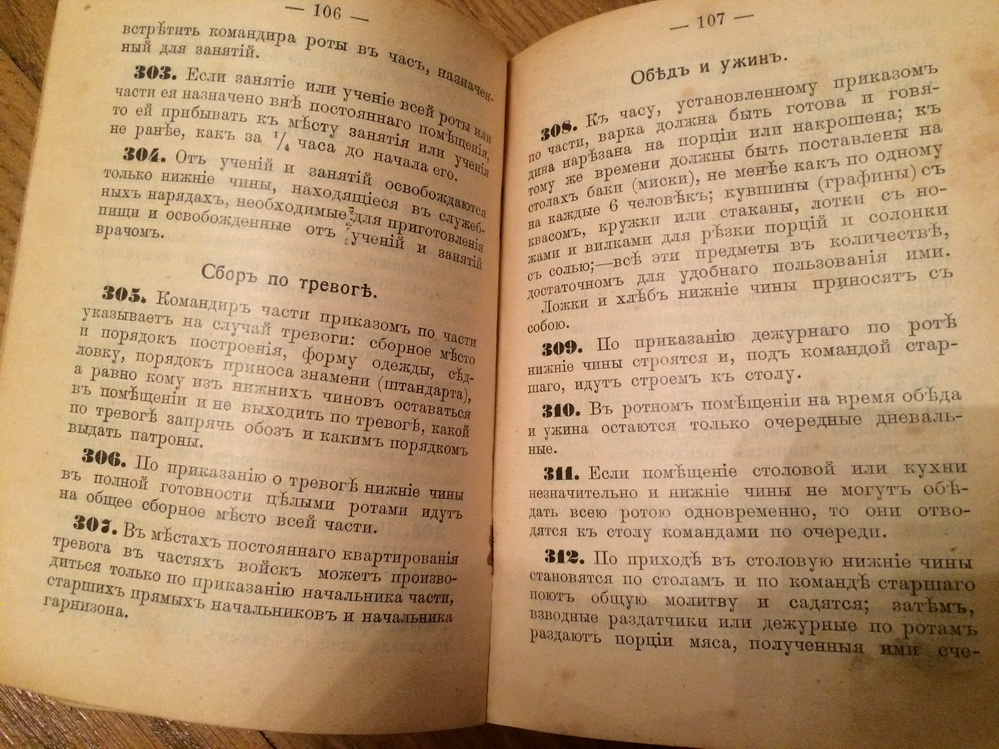 — 106 —
встрѣтить командира роты въ часъ, назначен-
ный для занятій.
303. Если занятіе или ученіе всей роты или
части ея назначено внѣ постояннаго помѣщенія,
то ей прибывать къ мѣсту занятія или ученія
не ранѣе, какъ за 1/4 часа до начала его.
304. Отъ ученій и занятій освобождаются
только нижніе чины, находящіеся въ служеб-
ныхъ нарядахъ, необходимые для приготовленія
пищи и освобожденные отъ ученій и занятій
врачомъ.
Сборъ по тревогѣ.
305. Командиръ части приказомъ по части
указываетъ на случай тревоги: сборное мѣсто
и порядокъ построенія, форму одежды, сѣд-
ловку, порядокъ приноса знамени (штандарта),
а равно кому изъ нижнихъ чиновъ оставаться
въ помѣщеніи и не выходить по тревогѣ, какой
по тревогѣ запрячь обозъ и какимъ порядкомъ
выдать патроны.
306. По приказанію о тревогѣ нижніе чины
въ полной готовности цѣлыми ротами идутъ
на общее сборное мѣсто всей части.
307. Въ мѣстахъ постояннаго квартированія
тревога въ частяхъ войскъ можетъ произво-
диться только по приказанію начальника части,
старшихъ прямыхъ начальниковъ и начальника
гарнизона.
— 107 —
Обѣдъ и ужинъ.
308. Къ часу, установленному приказомъ
по части, варка должна быть готова и говя-
дина нарѣзана на порціи или накрошена; къ
тому же времени должны быть поставлены на
столахъ баки (миски), не менѣе какъ по одному
на каждые 6 человѣкъ; кувшины (графины) съ
квасомъ, кружки или стаканы, лотки съ но-
жами и вилками для рѣзки порцій и солонки
съ солью;—всѣ эти предметы въ количествѣ,
достаточномъ для удобнаго пользованія ими.
Ложки и хлѣбъ нижніе чины приносятъ съ
собою.
309. По приказанію дежурнаго по ротѣ
нижніе чины строятся и, подъ командой стар-
шаго, идутъ строемъ къ столу.
310. Въ ротномъ помѣщеніи на время обѣда
и ужина остаются только очередные дневаль-
ные.
311. Если помѣщеніе столовой или кухни
незначительно и нижніе чины не могутъ обѣ-
дать всею ротою одновременно, то они отво-
дятся къ столу командами по очереди.
312. По приходѣ въ столовую нижніе чины
становятся по столамъ и по командѣ старшаго
поютъ общую молитву и садятся; затѣмъ,
взводные раздатчики или дежурные по ротамъ
раздаютъ порціи мяса, полученныя ими сче-